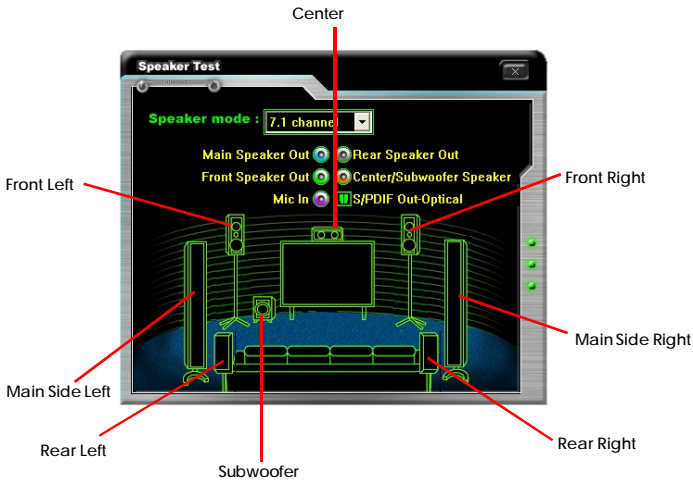 Center
Speaker Test
Speaker mode : 7.1 channel
Main Speaker Out Rear Speaker Out
Front Speaker Out Center/Subwoofer Speaker
Mic In S/PDIF Out-Optical
Front Left
Front Right
Main Side Right
Main Side Left
Rear Left
Rear Right
Subwoofer